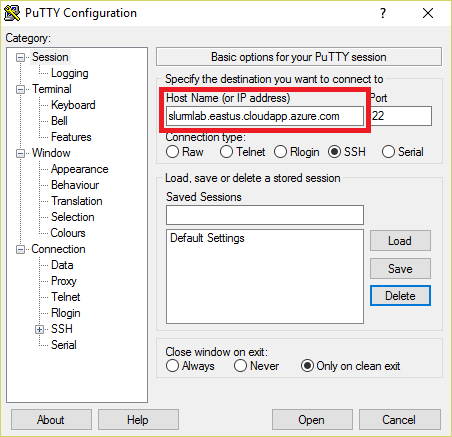 PuTTY Configuration
Category:
Session
Logging
Terminal
Keyboard
Bell
Features
Window
Appearance
Behaviour
Translation
Selection
Colours
Connection
Data
Proxy
Telnet
Rlogin
SSH
Serial
Basic options for your PuTTY session
Specify the destination you want to connect to
Host Name (or IP address) Port
slumlab.eastus.cloudapp.azure.com 22
Connection type:
Raw Telnet Rlogin SSH Serial
Load, save or delete a stored session
Saved Sessions
Default Settings
Load
Save
Delete
Close window on exit:
Always Never Only on clean exit
About Help Open Cancel